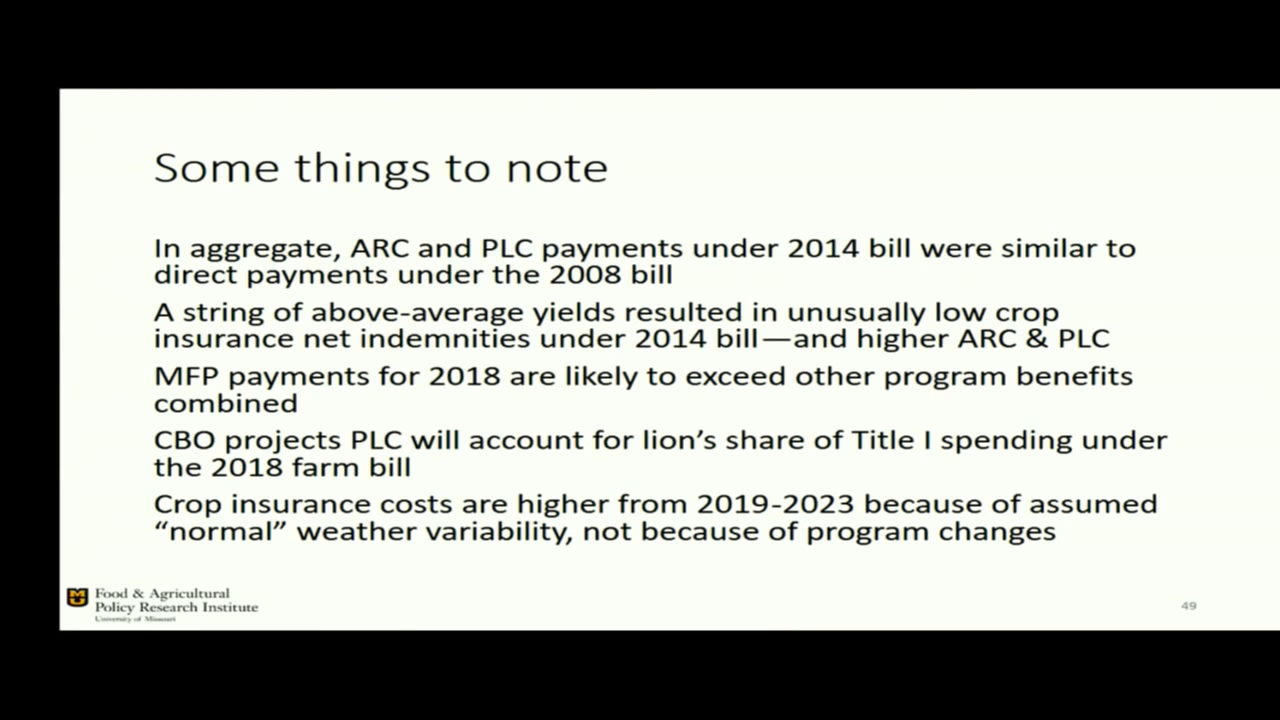 Some things to note
In aggregate, ARC and PLC payments under 2014 bill were similar to
direct payments under the 2008 bill
A string of above-average yields resulted in unusually low crop
insurance net indemnities under 2014 bill—and higher ARC & PLC
MFP payments for 2018 are likely to exceed other program benefits
combined
CBO projects PLC will account for lion’s share of Title I spending under
the 2018 farm bill
Crop insurance costs are higher from 2019-2023 because of assumed
“normal” weather variability, not because of program changes
Food & Agricultural
Policy Research Institute
University of Missouri
49